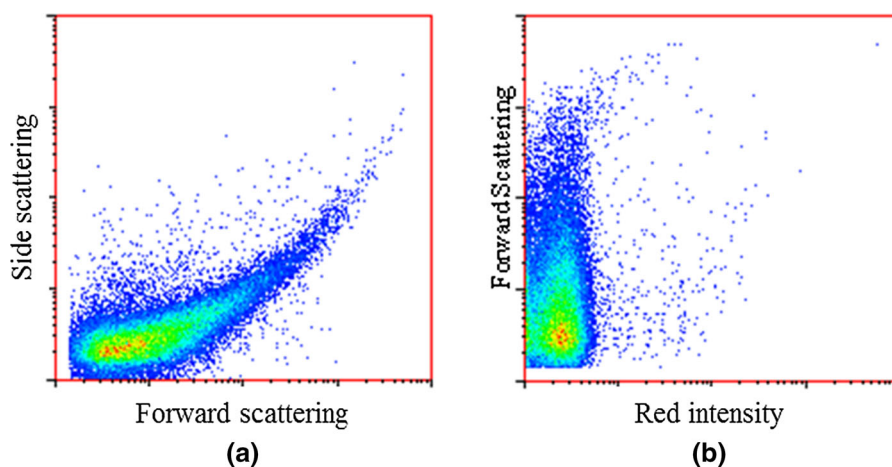 Side scattering
Forward scattering
(a)
Forward Scattering
Red intensity
(b)